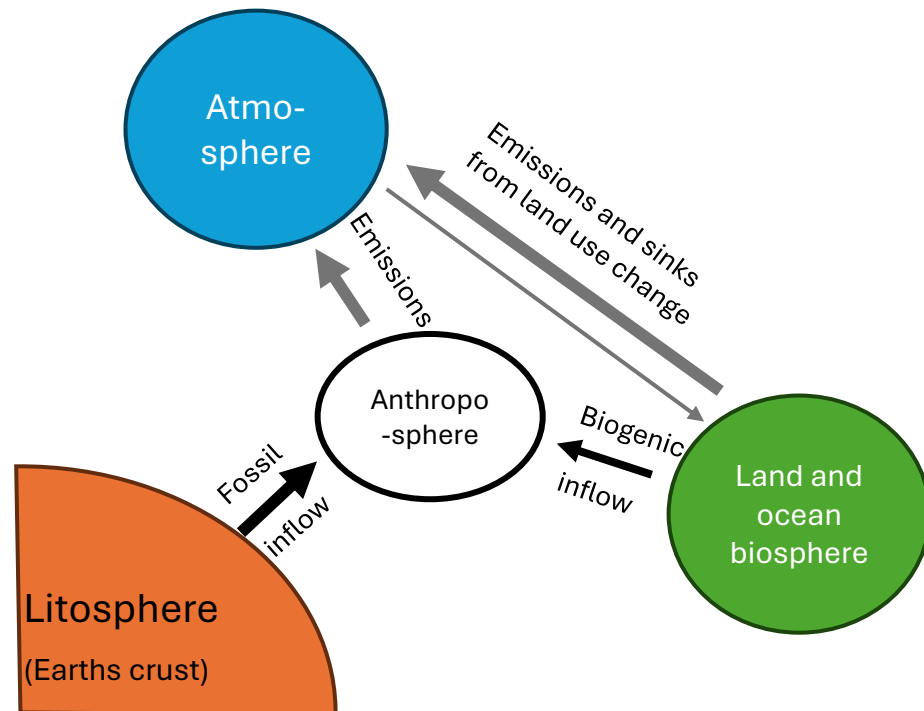 Atmo-
sphere
Emissions and sinks
from land use change
Emissions
Anthropo
-sphere
Biogenic
inflow
Fossil
inflow
Land and
ocean
biosphere
Litosphere
(Earths crust)